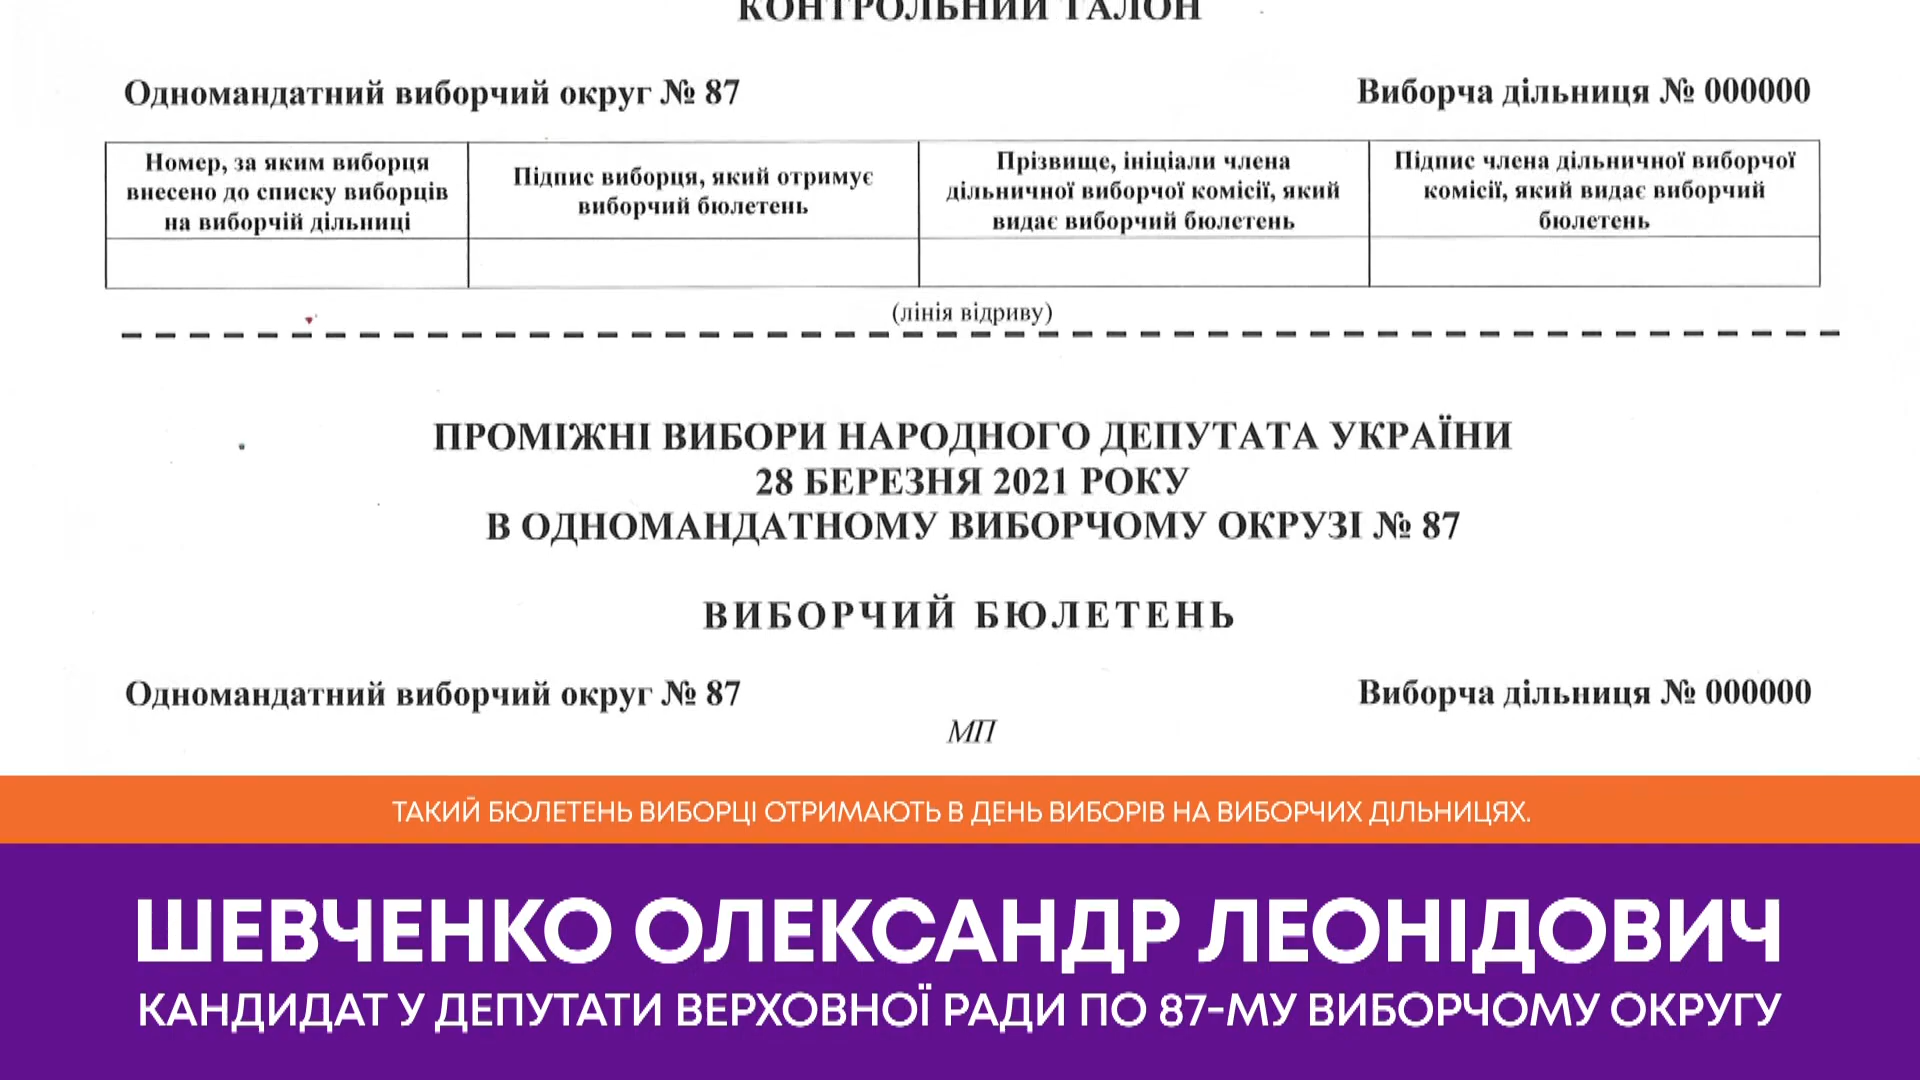 КОНТРОЛЬНИЙ ТАЛОН
Одномандатний виборчий округ № 87
Виборча дільниця № 000000
Номер, за яким виборця
внесено до списку виборців
на виборчій дільниці
Підпис виборця, який отримує
виборчий бюлетень
Прізвище, ініціали члена
дільничної виборчої комісії, який
видає виборчий бюлетень
Підпис члена дільничної виборчої
комісії, який видає виборчий
бюлетень
(лінія відриву)
ПРОМІЖНІ ВИБОРИ НАРОДНОГО ДЕПУТАТА УКРАЇНИ
28 БЕРЕЗНЯ 2021 РОКУ
В ОДНОМАНДАТНОМУ ВИБОРЧОМУ ОКРУЗІ № 87
ВИБОРЧИЙ БЮЛЕТЕНЬ
Одномандатний виборчий округ № 87
Виборча дільниця № 000000
МП
ТАКИЙ БЮЛЕТЕНЬ ВИБОРЦІ ОТРИМАЮТЬ В ДЕНЬ ВИБОРІВ НА ВИБОРЧИХ ДІЛЬНИЦЯХ.
ШЕВЧЕНКО ОЛЕКСАНДР ЛЕОНІДОВИЧ
КАНДИДАТ У ДЕПУТАТИ ВЕРХОВНОЇ РАДИ ПО 87-МУ ВИБОРЧОМУ ОКРУГУ